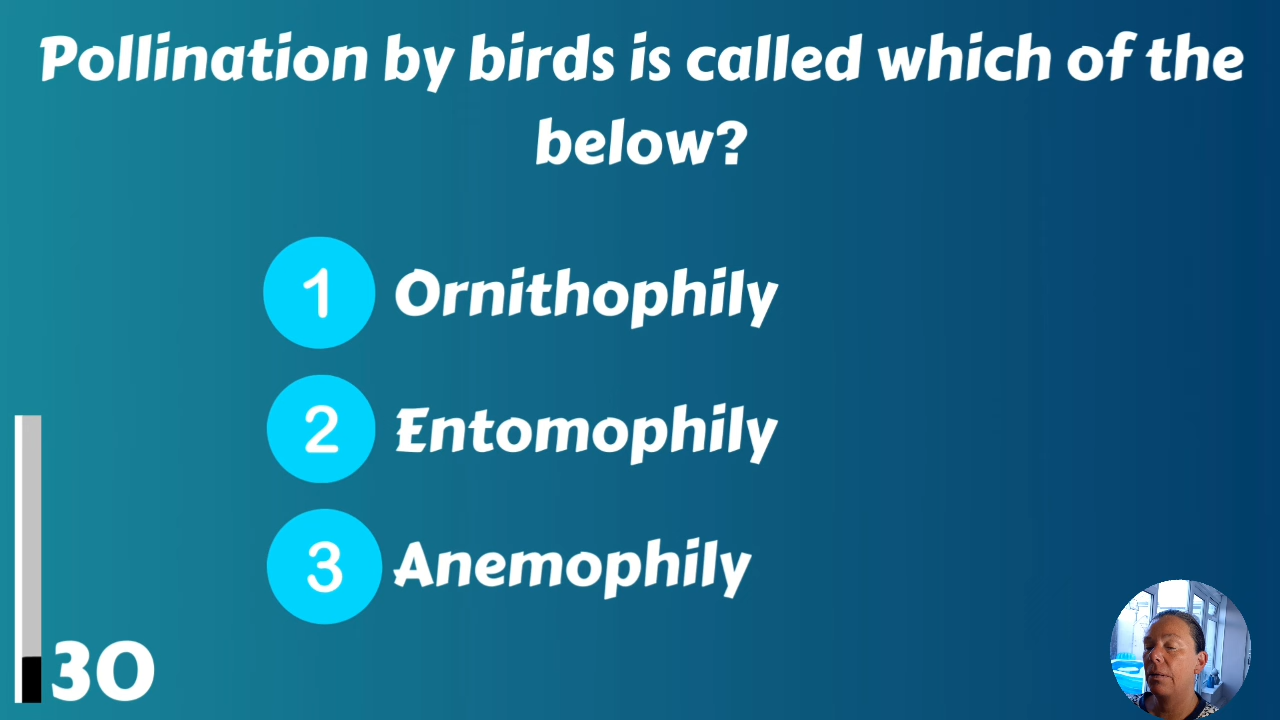 Pollination by birds is called which of the
below?
1 Ornithophily
2 Entomophily
3 Anemophily
30